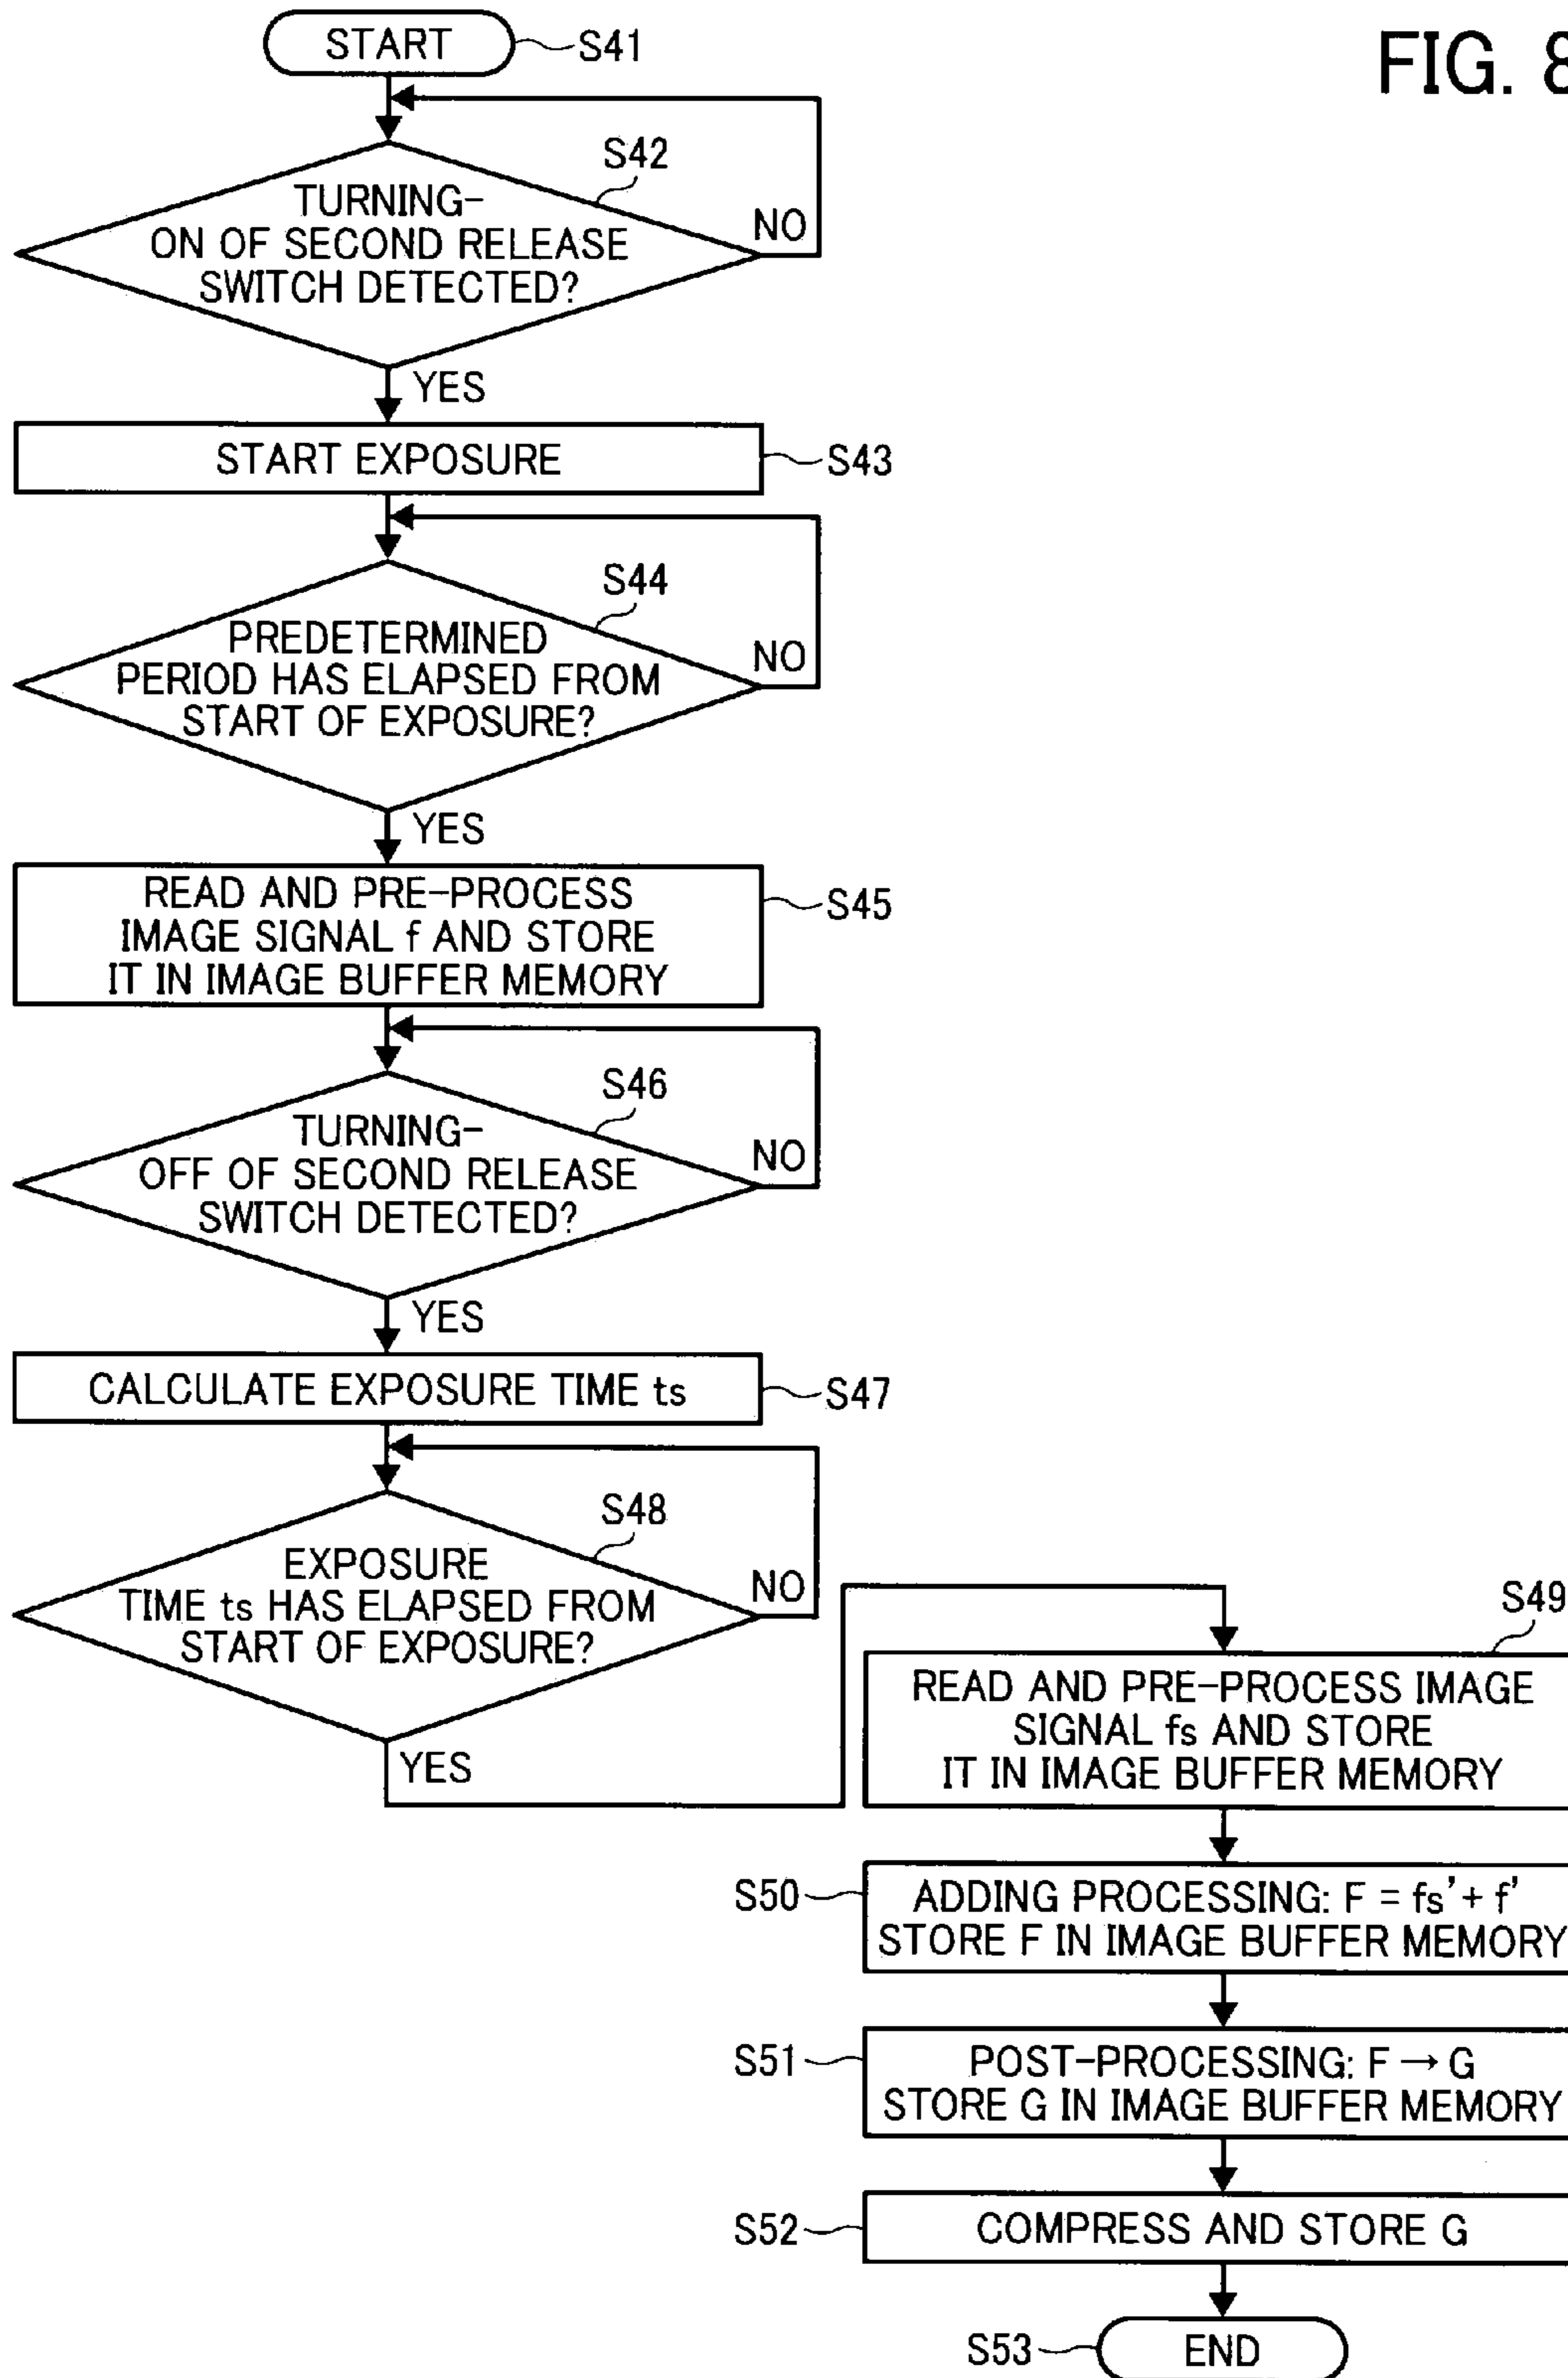 FIG. 8
START
S41
S42
TURNING-
ON OF SECOND RELEASE
SWITCH DETECTED?
NO
YES
START EXPOSURE
S43
S44
PREDETERMINED
PERIOD HAS ELAPSED FROM
START OF EXPOSURE?
NO
YES
READ AND PRE-PROCESS
IMAGE SIGNAL f AND STORE
IT IN IMAGE BUFFER MEMORY
S45
S46
TURNING-
OFF OF SECOND RELEASE
SWITCH DETECTED?
NO
YES
CALCULATE EXPOSURE TIME ts
S47
S48
EXPOSURE
TIME ts HAS ELAPSED FROM
START OF EXPOSURE?
NO
YES
S49
READ AND PRE-PROCESS IMAGE
SIGNAL fs AND STORE
IT IN IMAGE BUFFER MEMORY
S50
ADDING PROCESSING: F = fs'+ f'
STORE F IN IMAGE BUFFER MEMORY
S51
POST-PROCESSING: F → G
STORE G IN IMAGE BUFFER MEMORY
S52
COMPRESS AND STORE G
S53
END